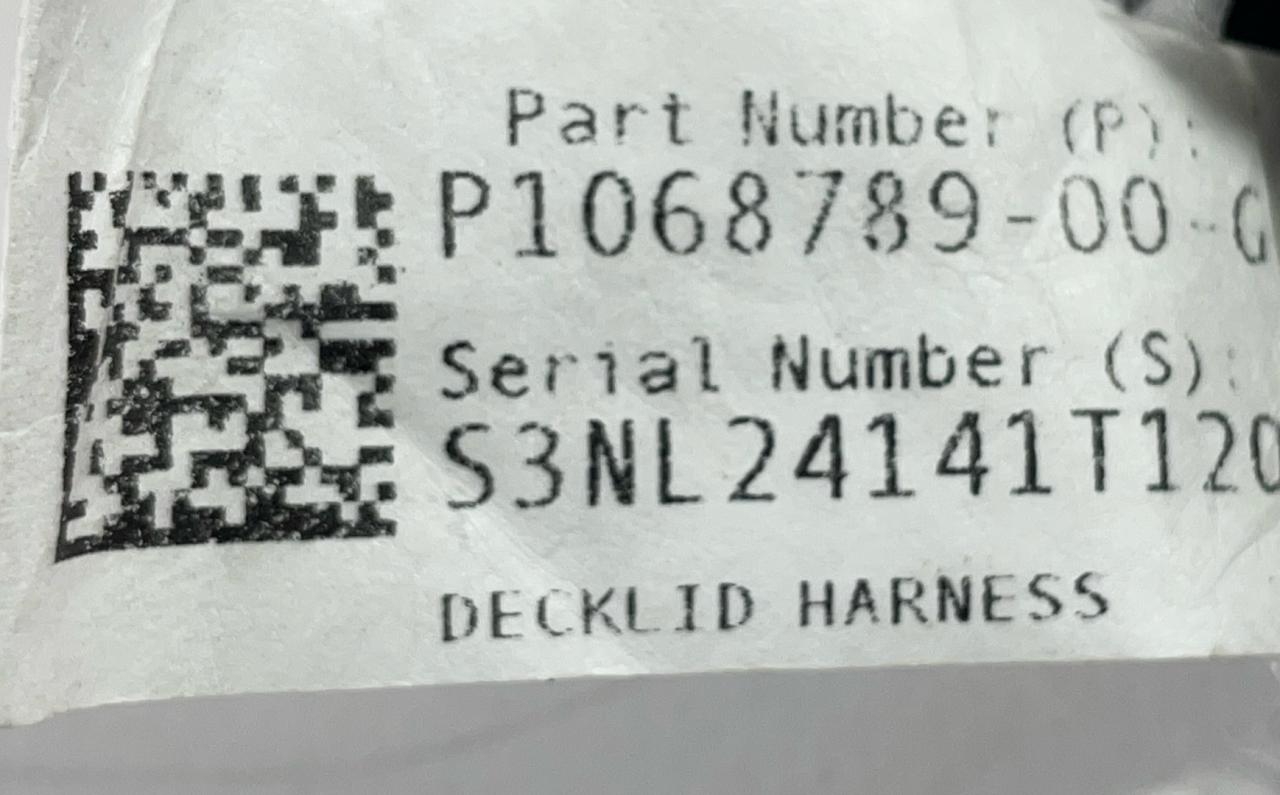 Part Number (P):
P1068789-00-G
Serial Number (S):
S3NL24141T120
DECKLID HARNESS